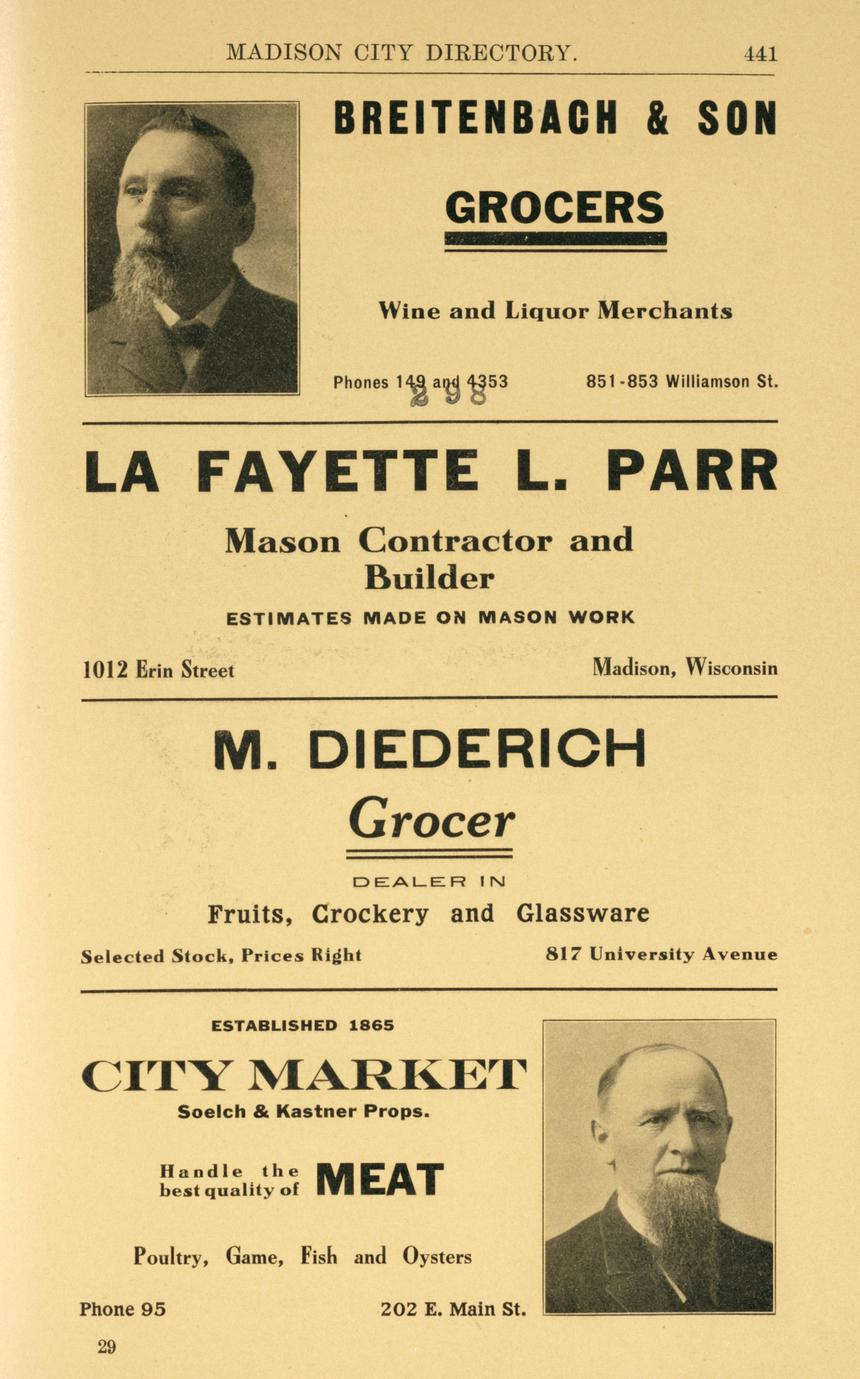 MADISON CITY DIRECTORY. 441
BREITENBACH & SON
GROCERS
Wine and Liquor Merchants
Phones 149 and 4353 851-853 Williamson St.
298
LA FAYETTE L. PARR
Mason Contractor and
Builder
ESTIMATES MADE ON MASON WORK
1012 Erin Street Madison, Wisconsin
M. DIEDERICH
Grocer
DEALER IN
Fruits, Crockery and Glassware
Selected Stock, Prices Right 817 University Avenue
ESTABLISHED 1865
CITY MARKET
Soelch & Kastner Props.
Handle the
best quality of MEAT
Poultry, Game, Fish and Oysters
Phone 95 202 E. Main St.
29